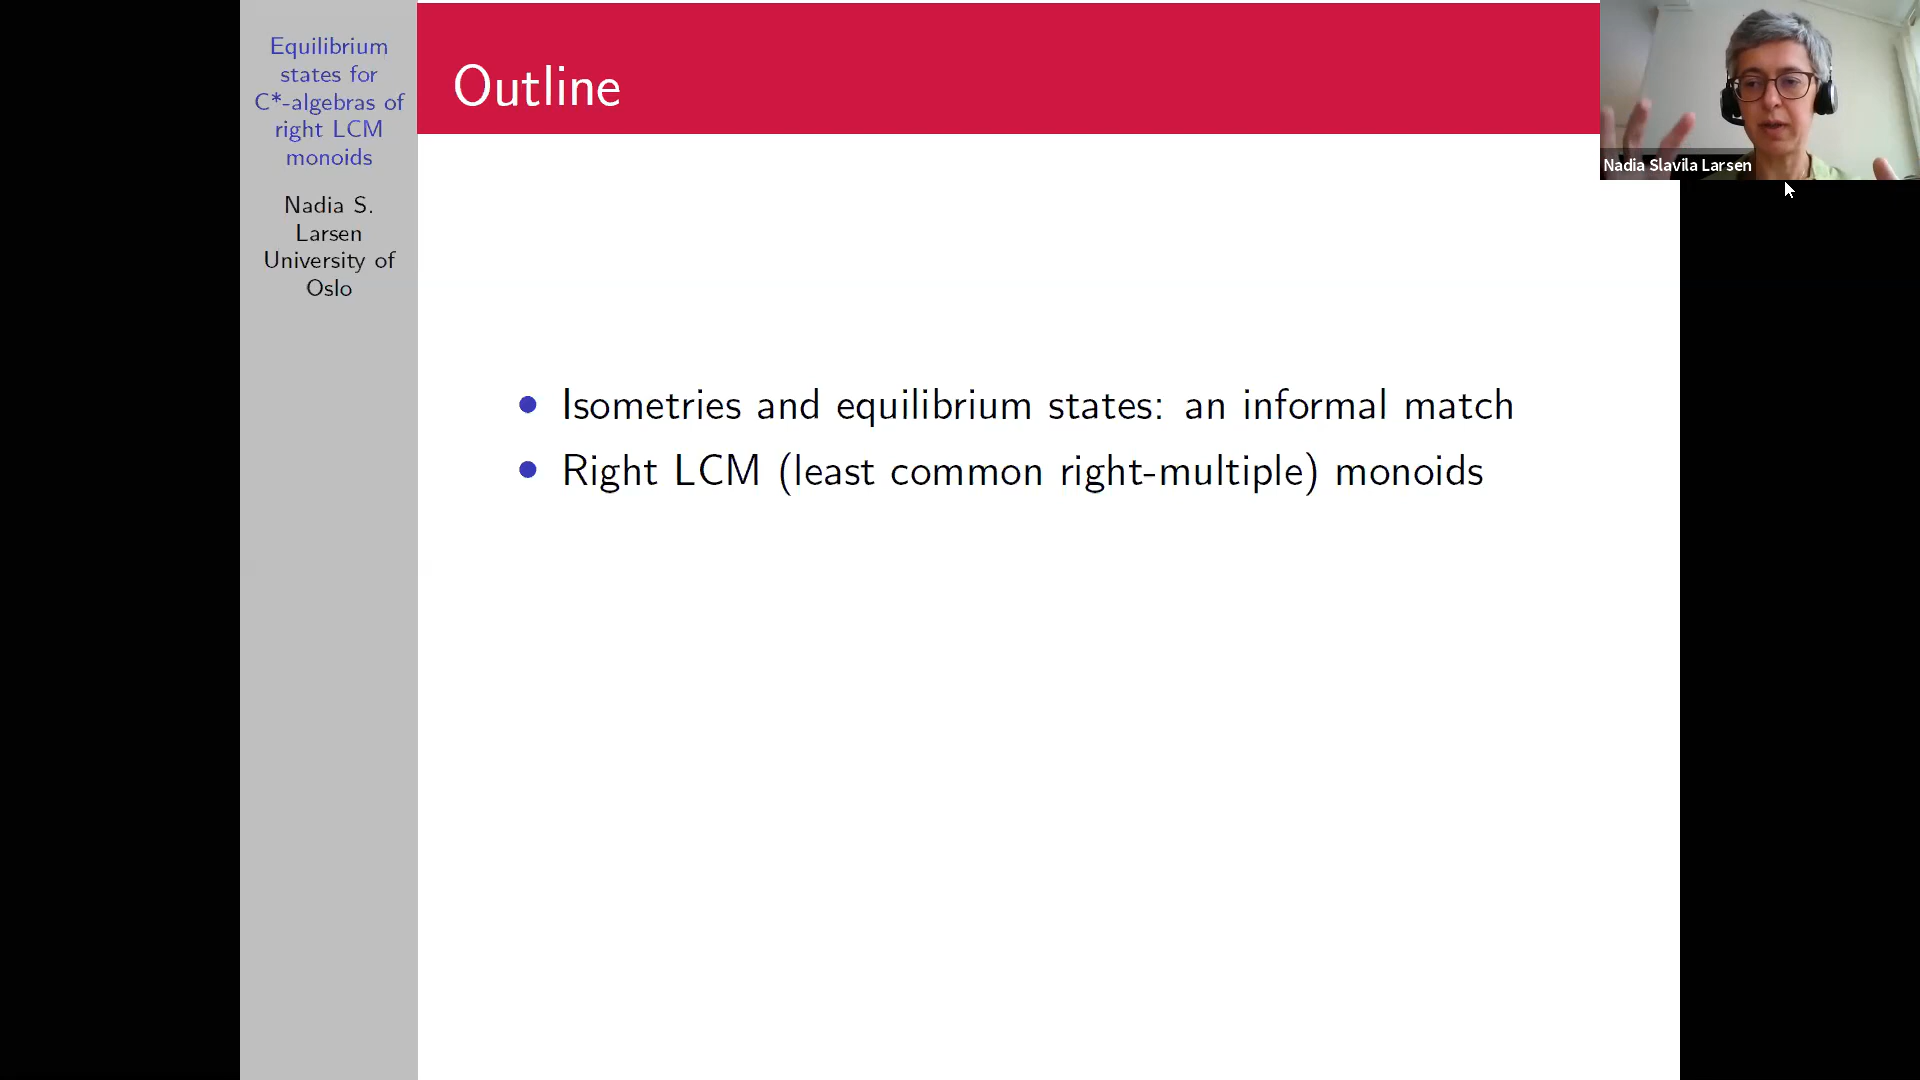 Equilibrium
states for
C*-algebras of
right LCM
monoids
Nadia S.
Larsen
University of
Oslo
Outline
Nadia Slavila Larsen
• Isometries and equilibrium states: an informal match
• Right LCM (least common right-multiple) monoids